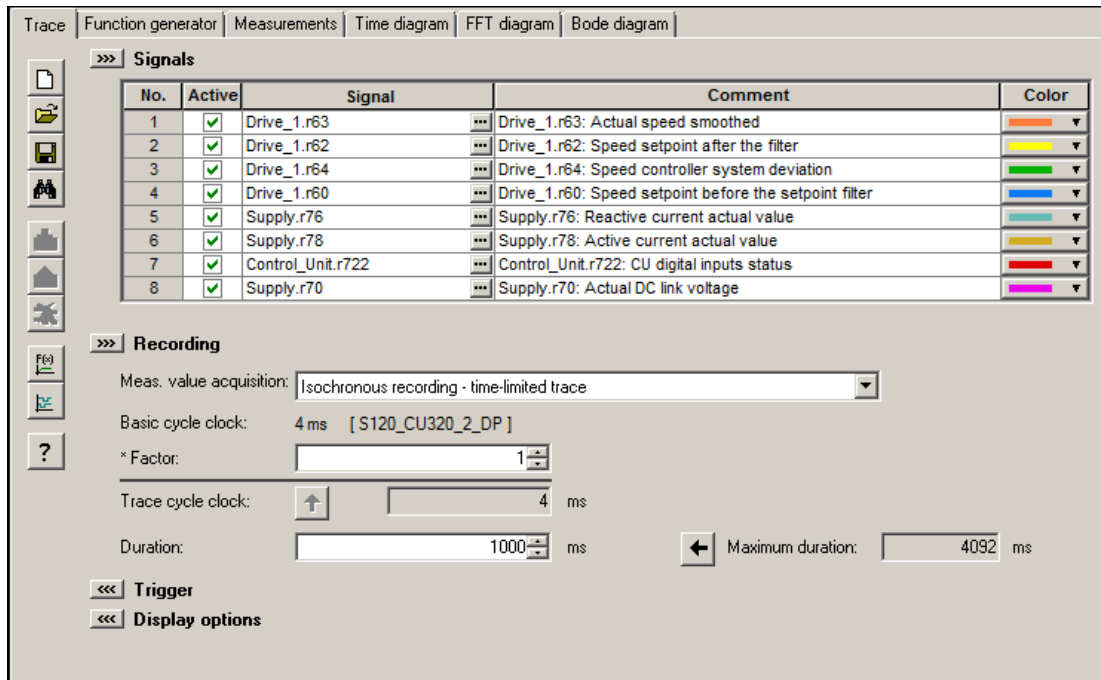 Trace Function generator Measurements Time diagram FFT diagram Bode diagram
>>> Signals
No. Active Signal Comment Color
1 Drive_1.r63 ... Drive_1.r63: Actual speed smoothed
2 Drive_1.r62 ... Drive_1.r62: Speed setpoint after the filter
3 Drive_1.r64 ... Drive_1.r64: Speed controller system deviation
4 Drive_1.r60 ... Drive_1.r60: Speed setpoint before the setpoint filter
5 Supply.r76 ... Supply.r76: Reactive current actual value
6 Supply.r78 ... Supply.r78: Active current actual value
7 Control_Unit.r722 ... Control_Unit.r722: CU digital inputs status
8 Supply.r70 ... Supply.r70: Actual DC link voltage
>>> Recording
F(x)
Meas. value acquisition: Isochronous recording - time-limited trace
Basic cycle clock: 4 ms [ S120_CU320_2_DP ]
?
* Factor: 1
Trace cycle clock: 4 ms
Duration: 1000 ms Maximum duration: 4092 ms
<<< Trigger
<<< Display options